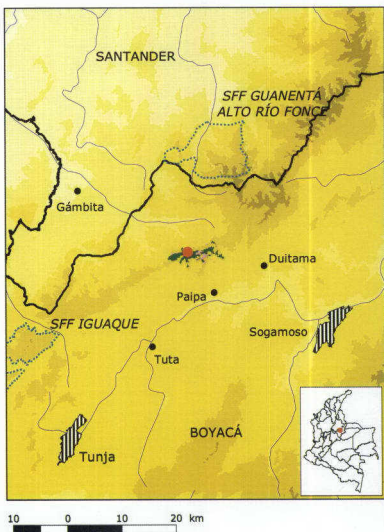 SANTANDER
SFF GUANENTÁ
ALTO RÍO FONCE
Gámbita
Duitama
Paipa
SFF IGUAQUE
Sogamoso
Tuta
BOYACÁ
Tunja
10 0 10 20 km